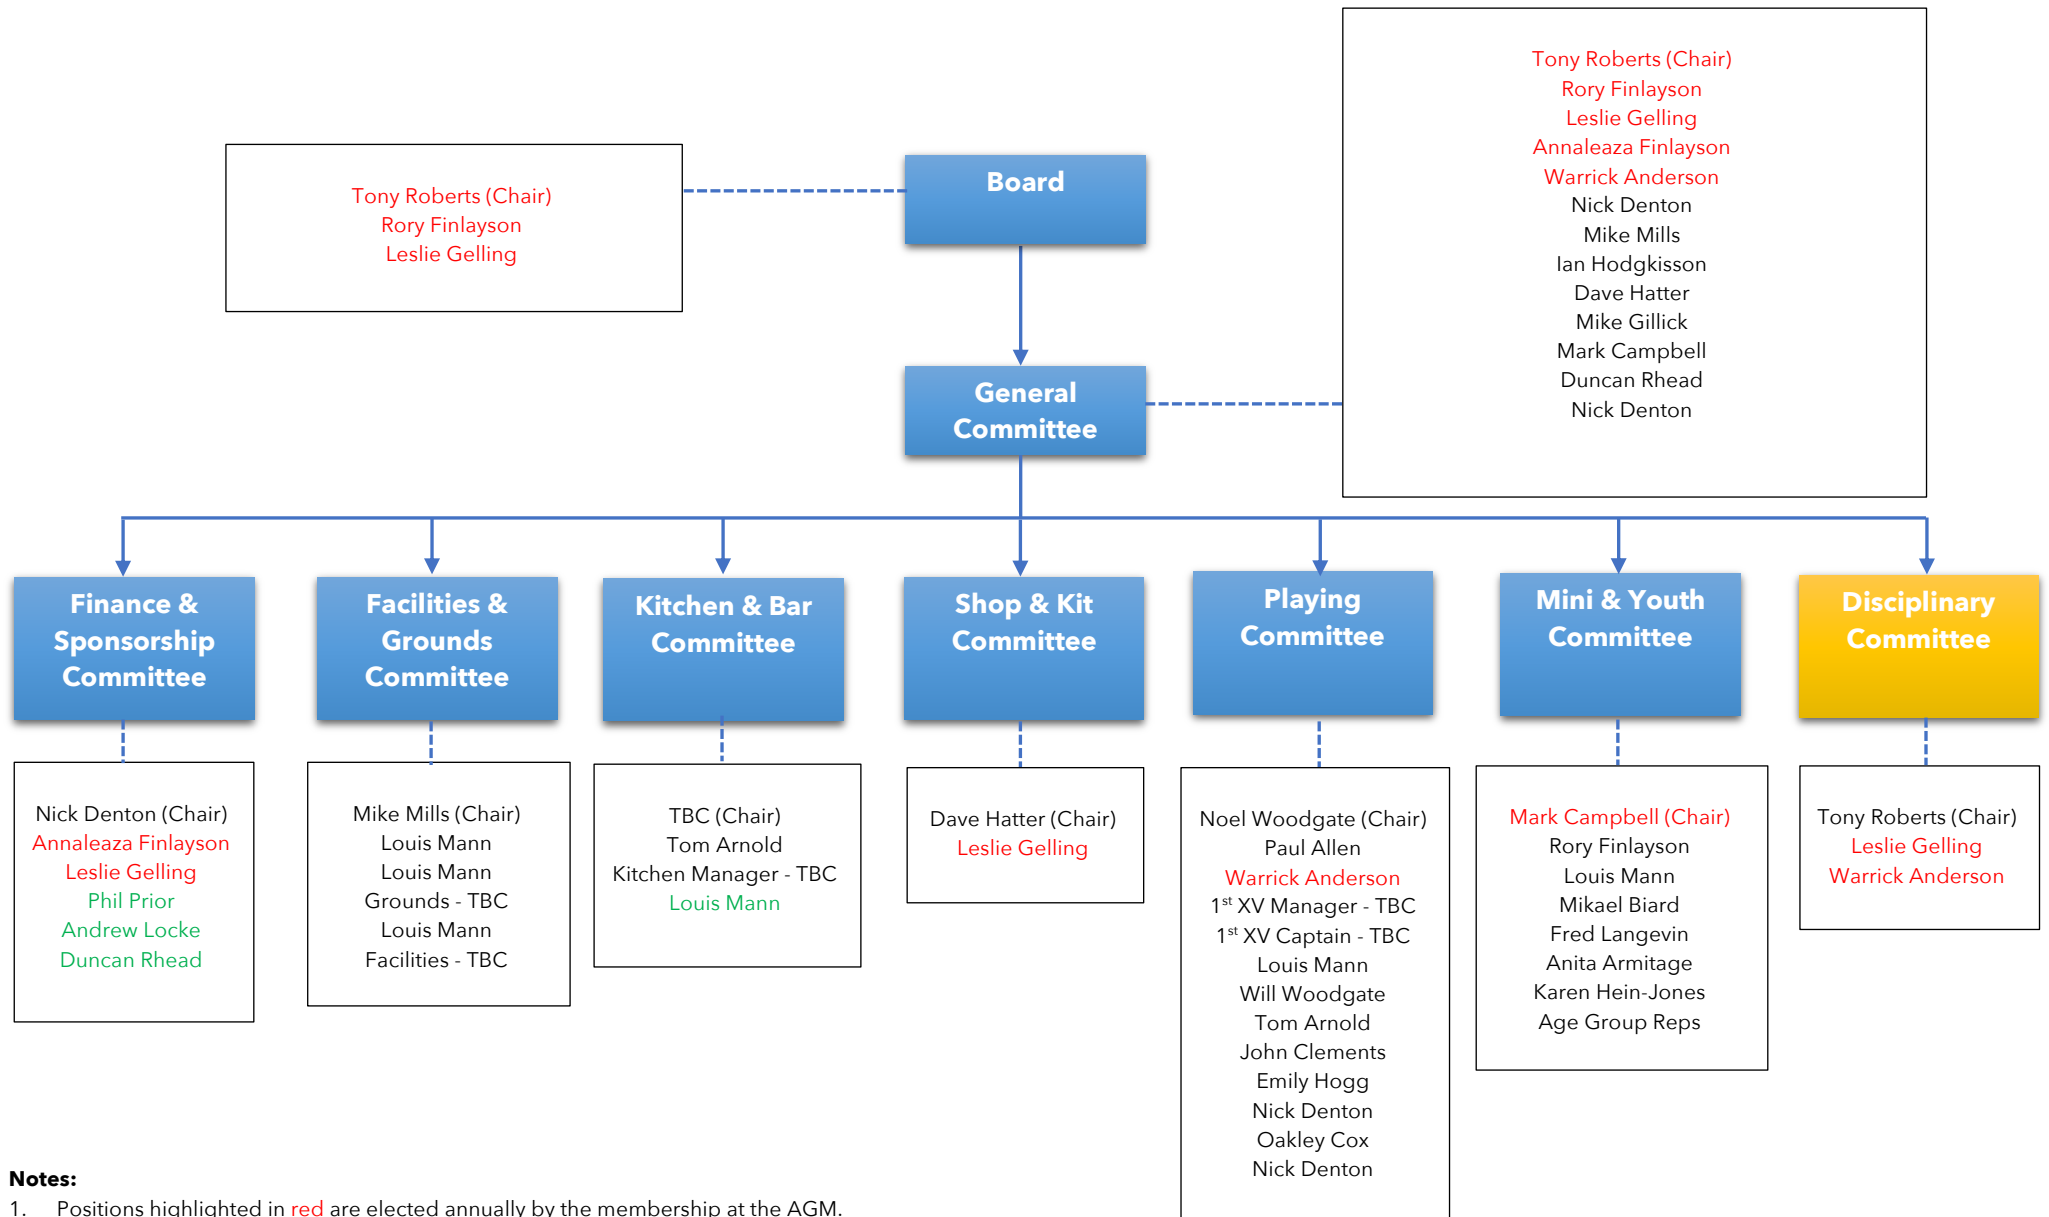 Tony Roberts (Chair)
Rory Finlayson
Leslie Gelling
Board
Tony Roberts (Chair)
Rory Finlayson
Leslie Gelling
Annaleaza Finlayson
Warrick Anderson
Nick Denton
Mike Mills
Ian Hodgkisson
Dave Hatter
Mike Gillick
Mark Campbell
Duncan Rhead
Nick Denton
General
Committee
Finance &
Sponsorship
Committee
Facilities &
Grounds
Committee
Kitchen & Bar
Committee
Shop & Kit
Committee
Playing
Committee
Mini & Youth
Committee
Disciplinary
Committee
Nick Denton (Chair)
Annaleaza Finlayson
Leslie Gelling
Phil Prior
Andrew Locke
Duncan Rhead
Mike Mills (Chair)
Louis Mann
Louis Mann
Grounds - TBC
Louis Mann
Facilities - TBC
TBC (Chair)
Tom Arnold
Kitchen Manager - TBC
Louis Mann
Dave Hatter (Chair)
Leslie Gelling
Noel Woodgate (Chair)
Paul Allen
Warrick Anderson
1st XV Manager - TBC
1st XV Captain - TBC
Louis Mann
Will Woodgate
Tom Arnold
John Clements
Emily Hogg
Nick Denton
Oakley Cox
Nick Denton
Mark Campbell (Chair)
Rory Finlayson
Louis Mann
Mikael Biard
Fred Langevin
Anita Armitage
Karen Hein-Jones
Age Group Reps
Tony Roberts (Chair)
Leslie Gelling
Warrick Anderson
Notes:
1. Positions highlighted in red are elected annually by the membership at the AGM.